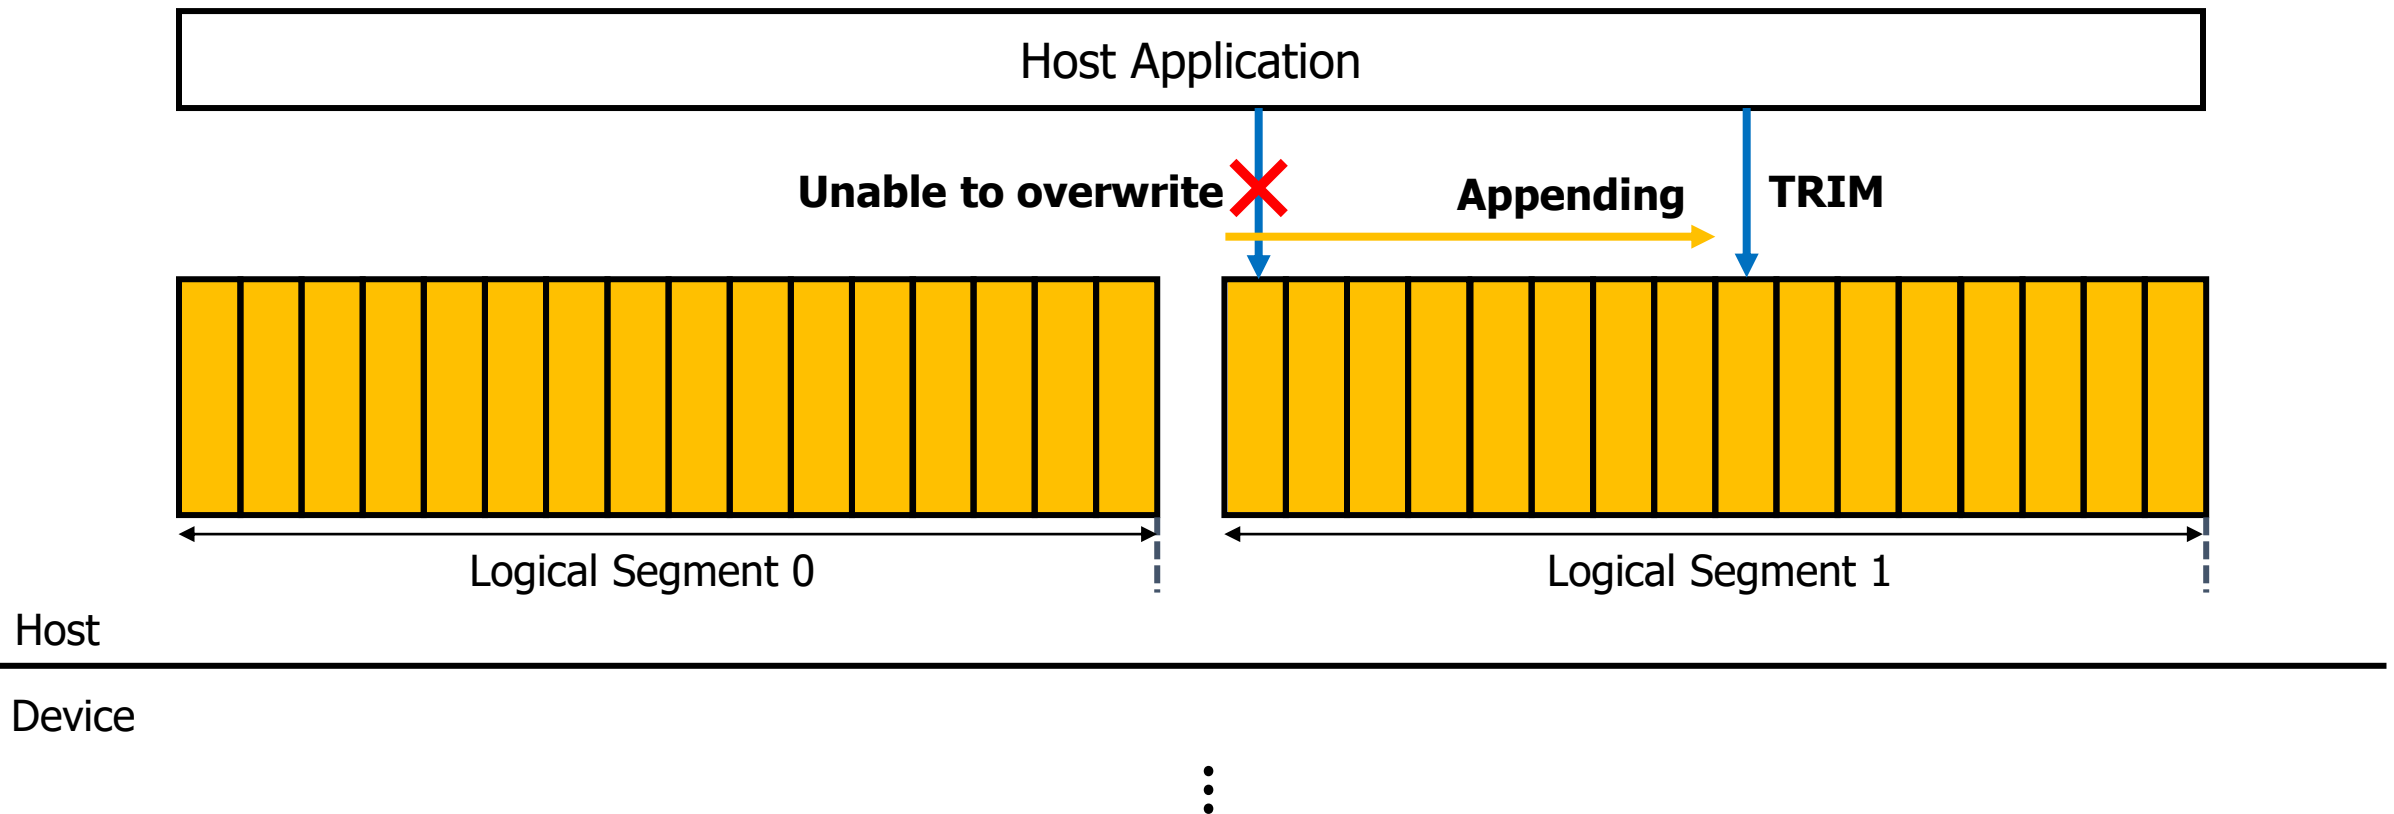 Host Application
Unable to overwrite
Appending
TRIM
Logical Segment 0
Logical Segment 1
Host
Device